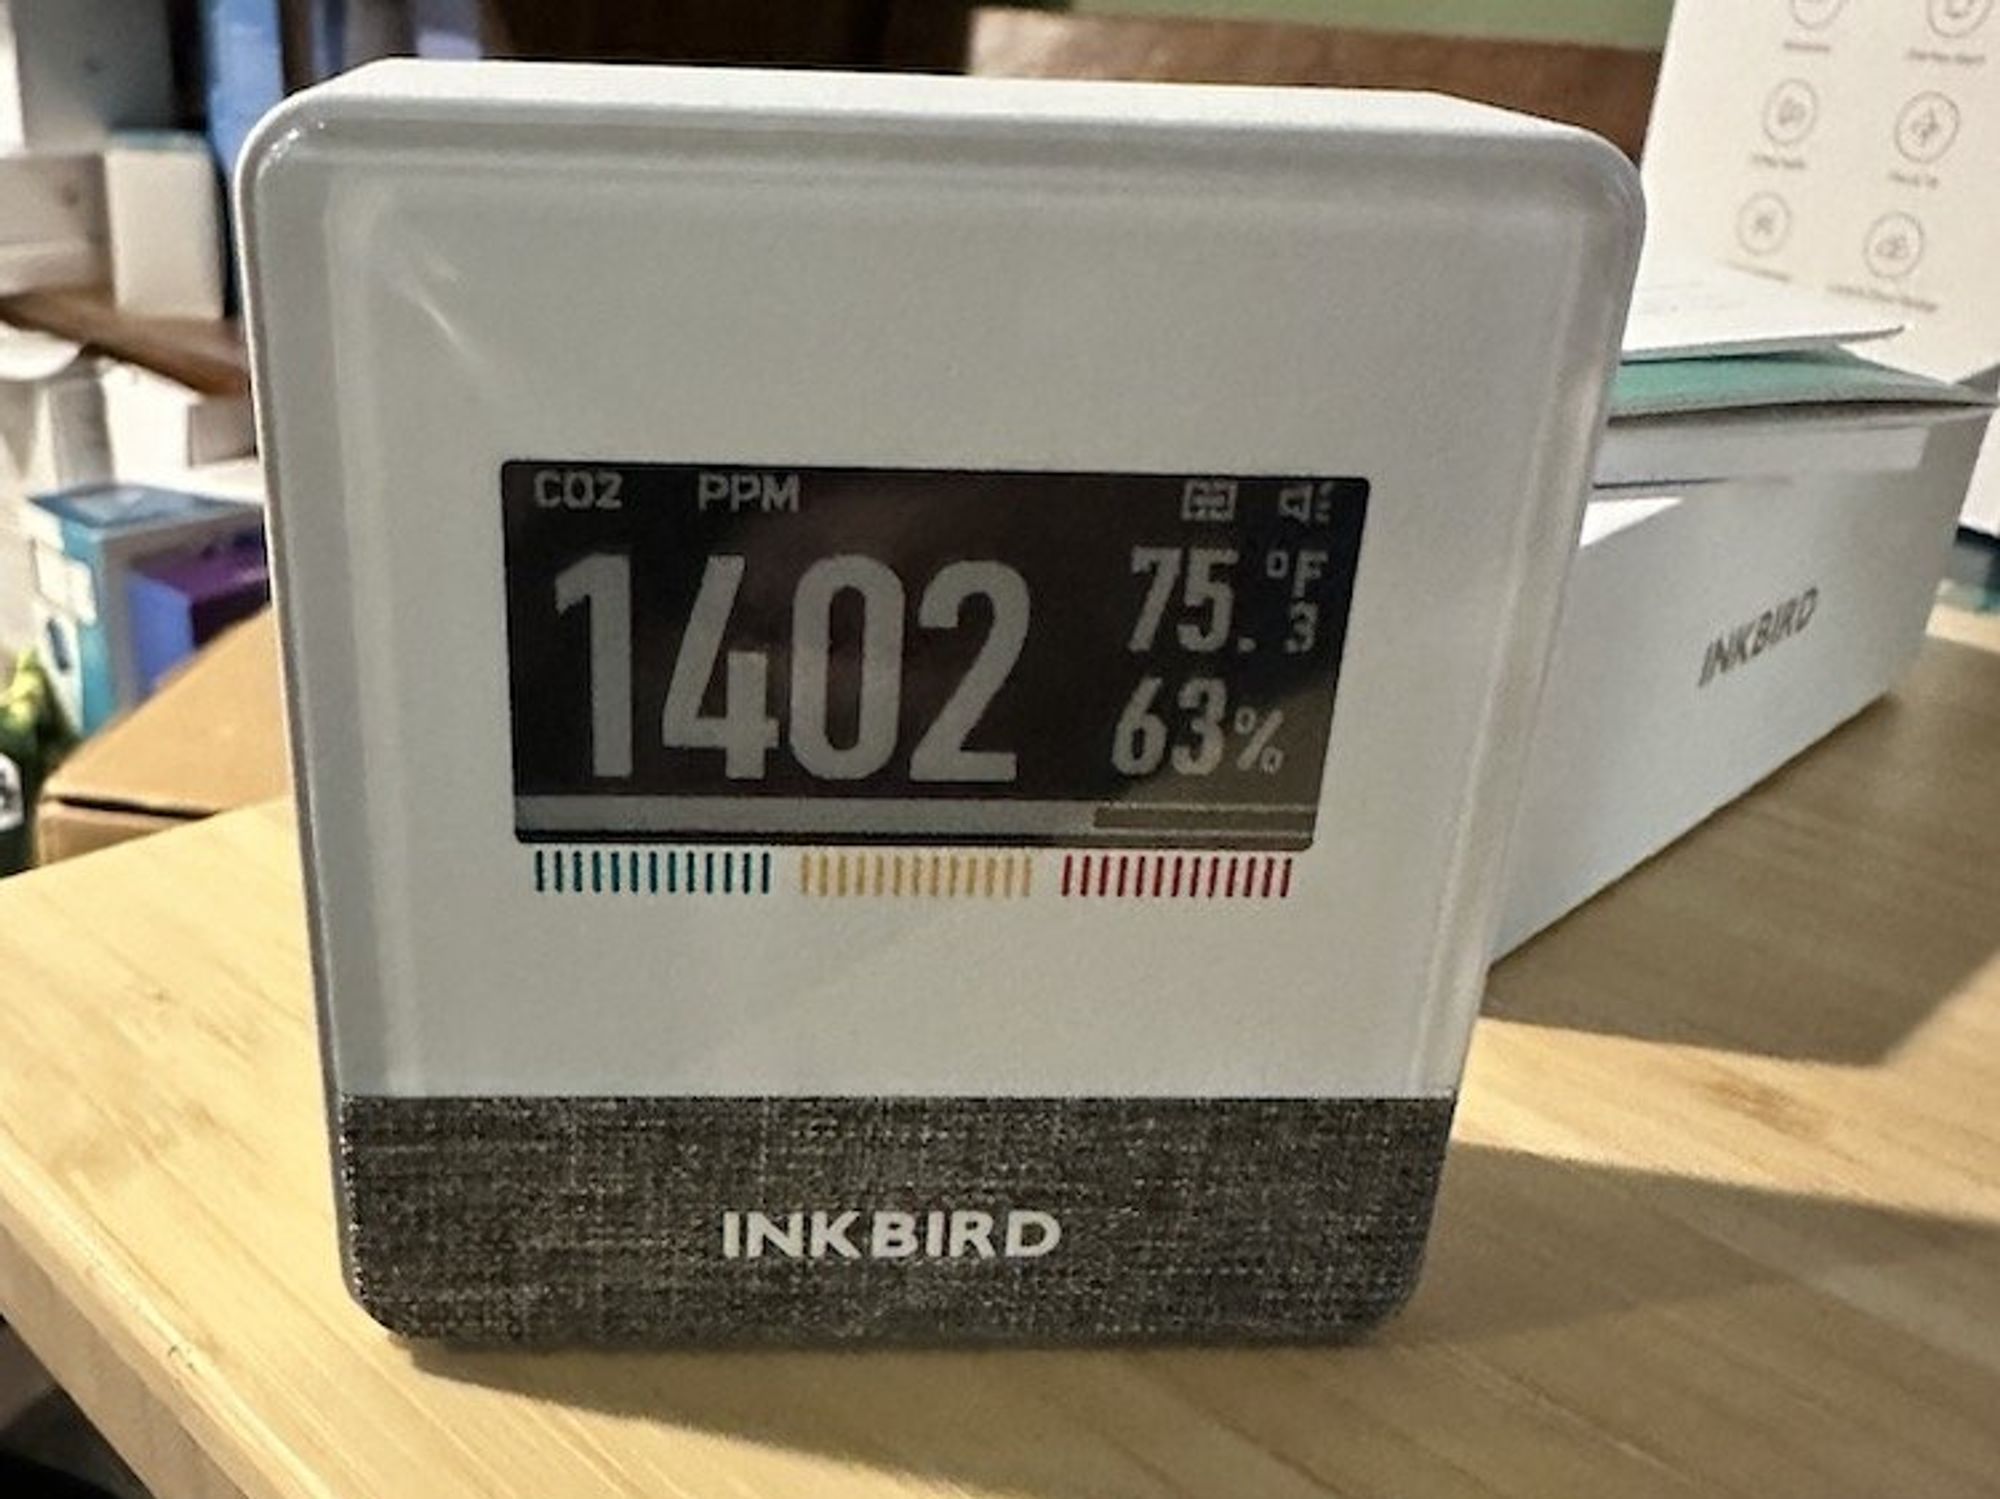 CO2 PPM
1402
75.3 °F
63%
INKBIRD
INKBIRD